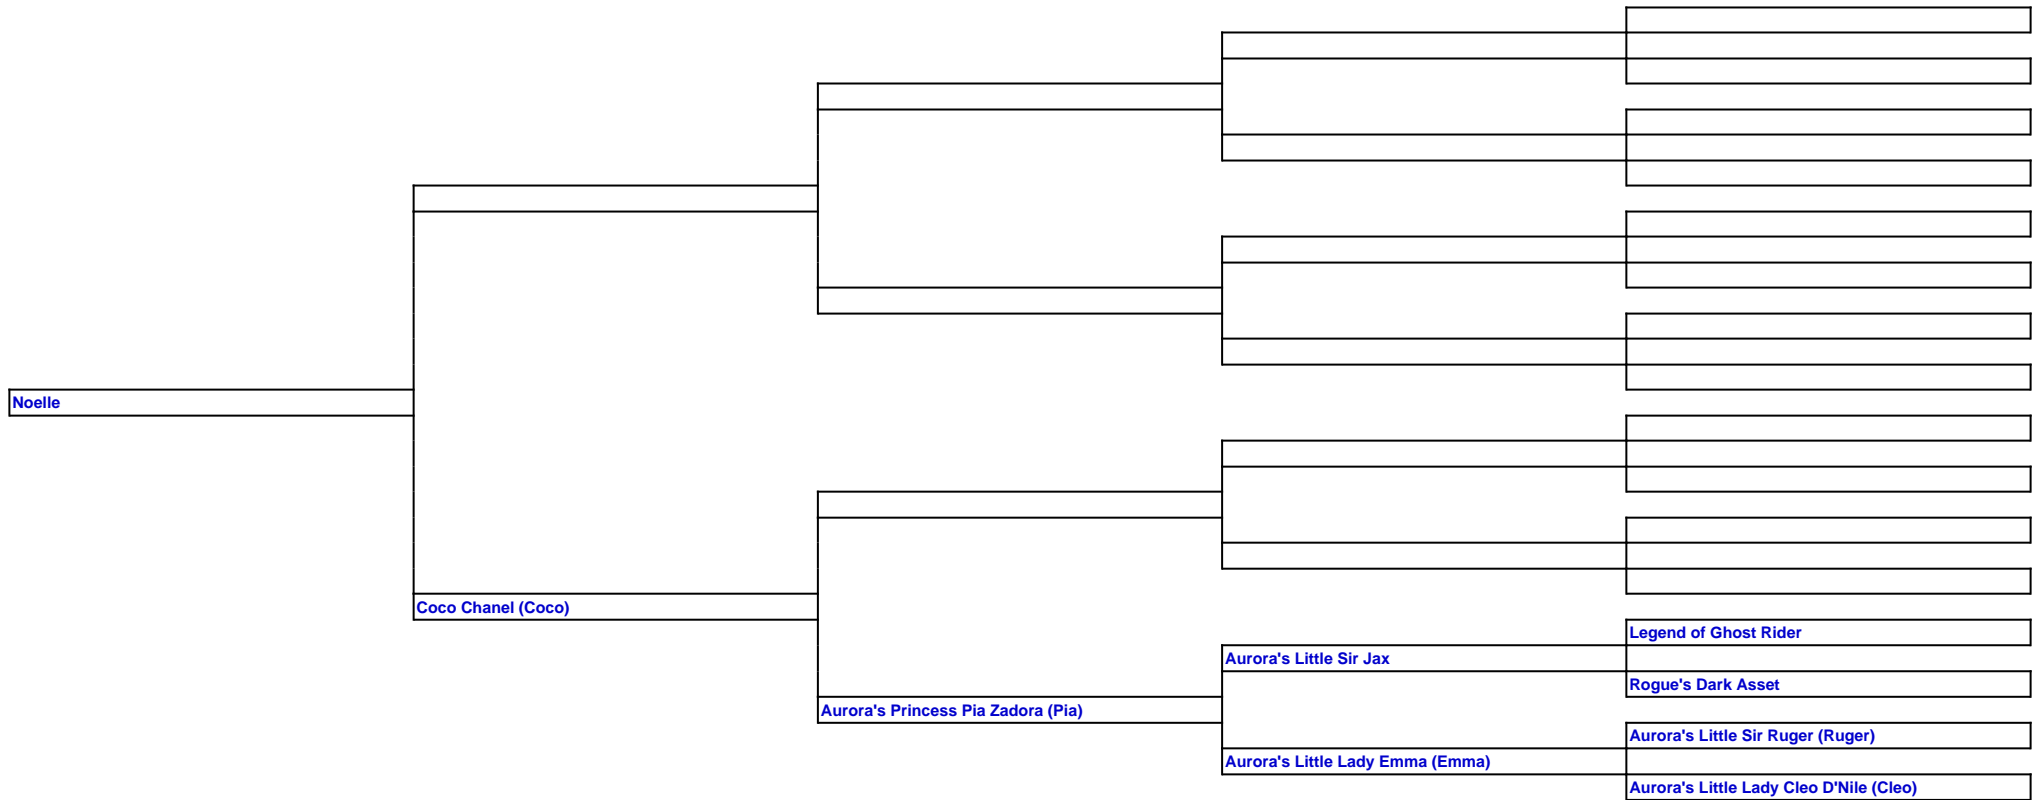 Noelle
Coco Chanel (Coco)
Legend of Ghost Rider
Aurora's Little Sir Jax
Rogue's Dark Asset
Aurora's Princess Pia Zadora (Pia)
Aurora's Little Sir Ruger (Ruger)
Aurora's Little Lady Emma (Emma)
Aurora's Little Lady Cleo D'Nile (Cleo)